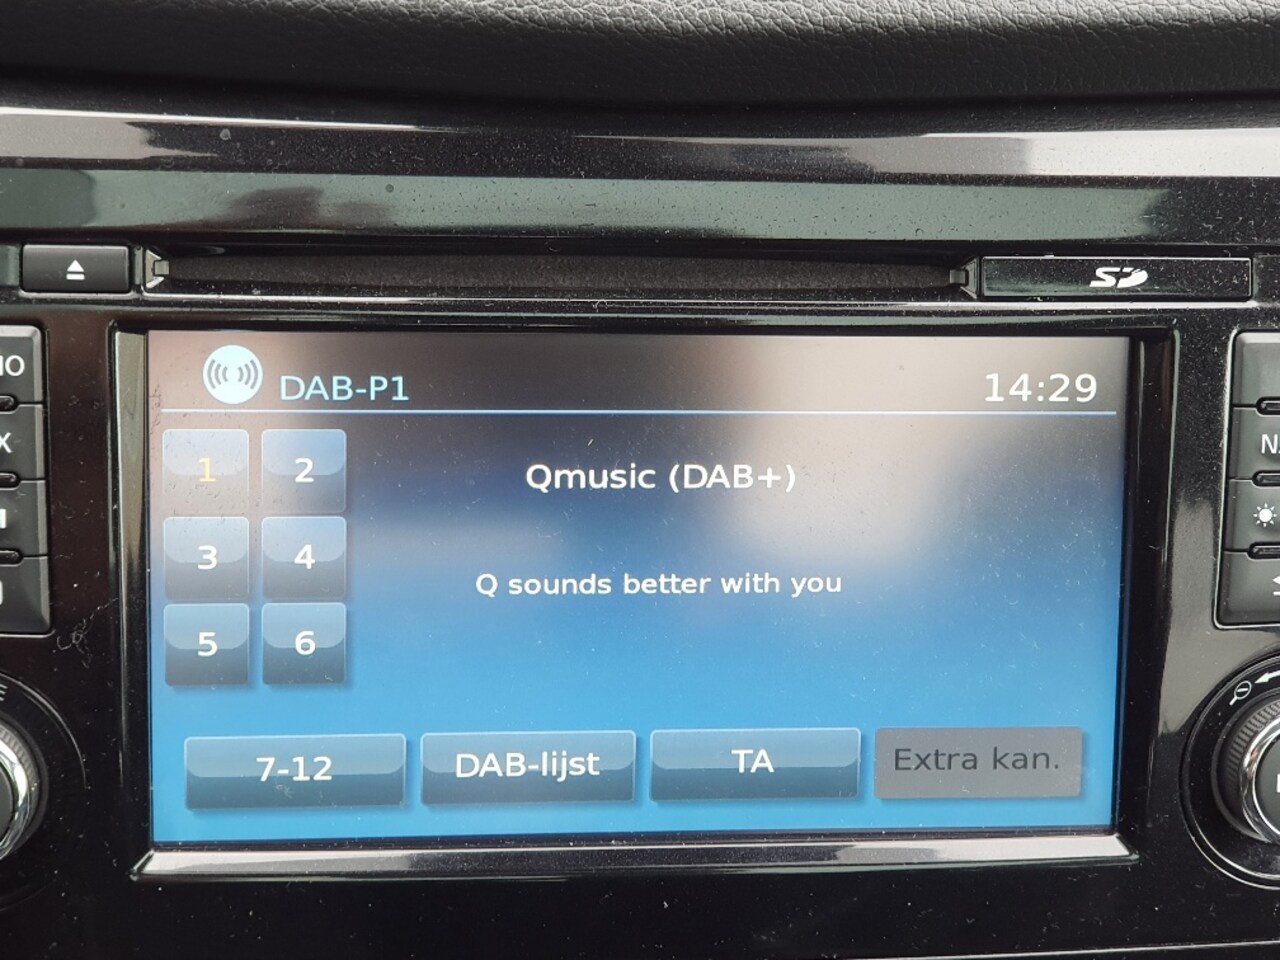 SD
DAB-P1
14:29
1
2
Qmusic (DAB+)
3
4
Q sounds better with you
5
6
7-12
DAB-lijst
TA
Extra kan.